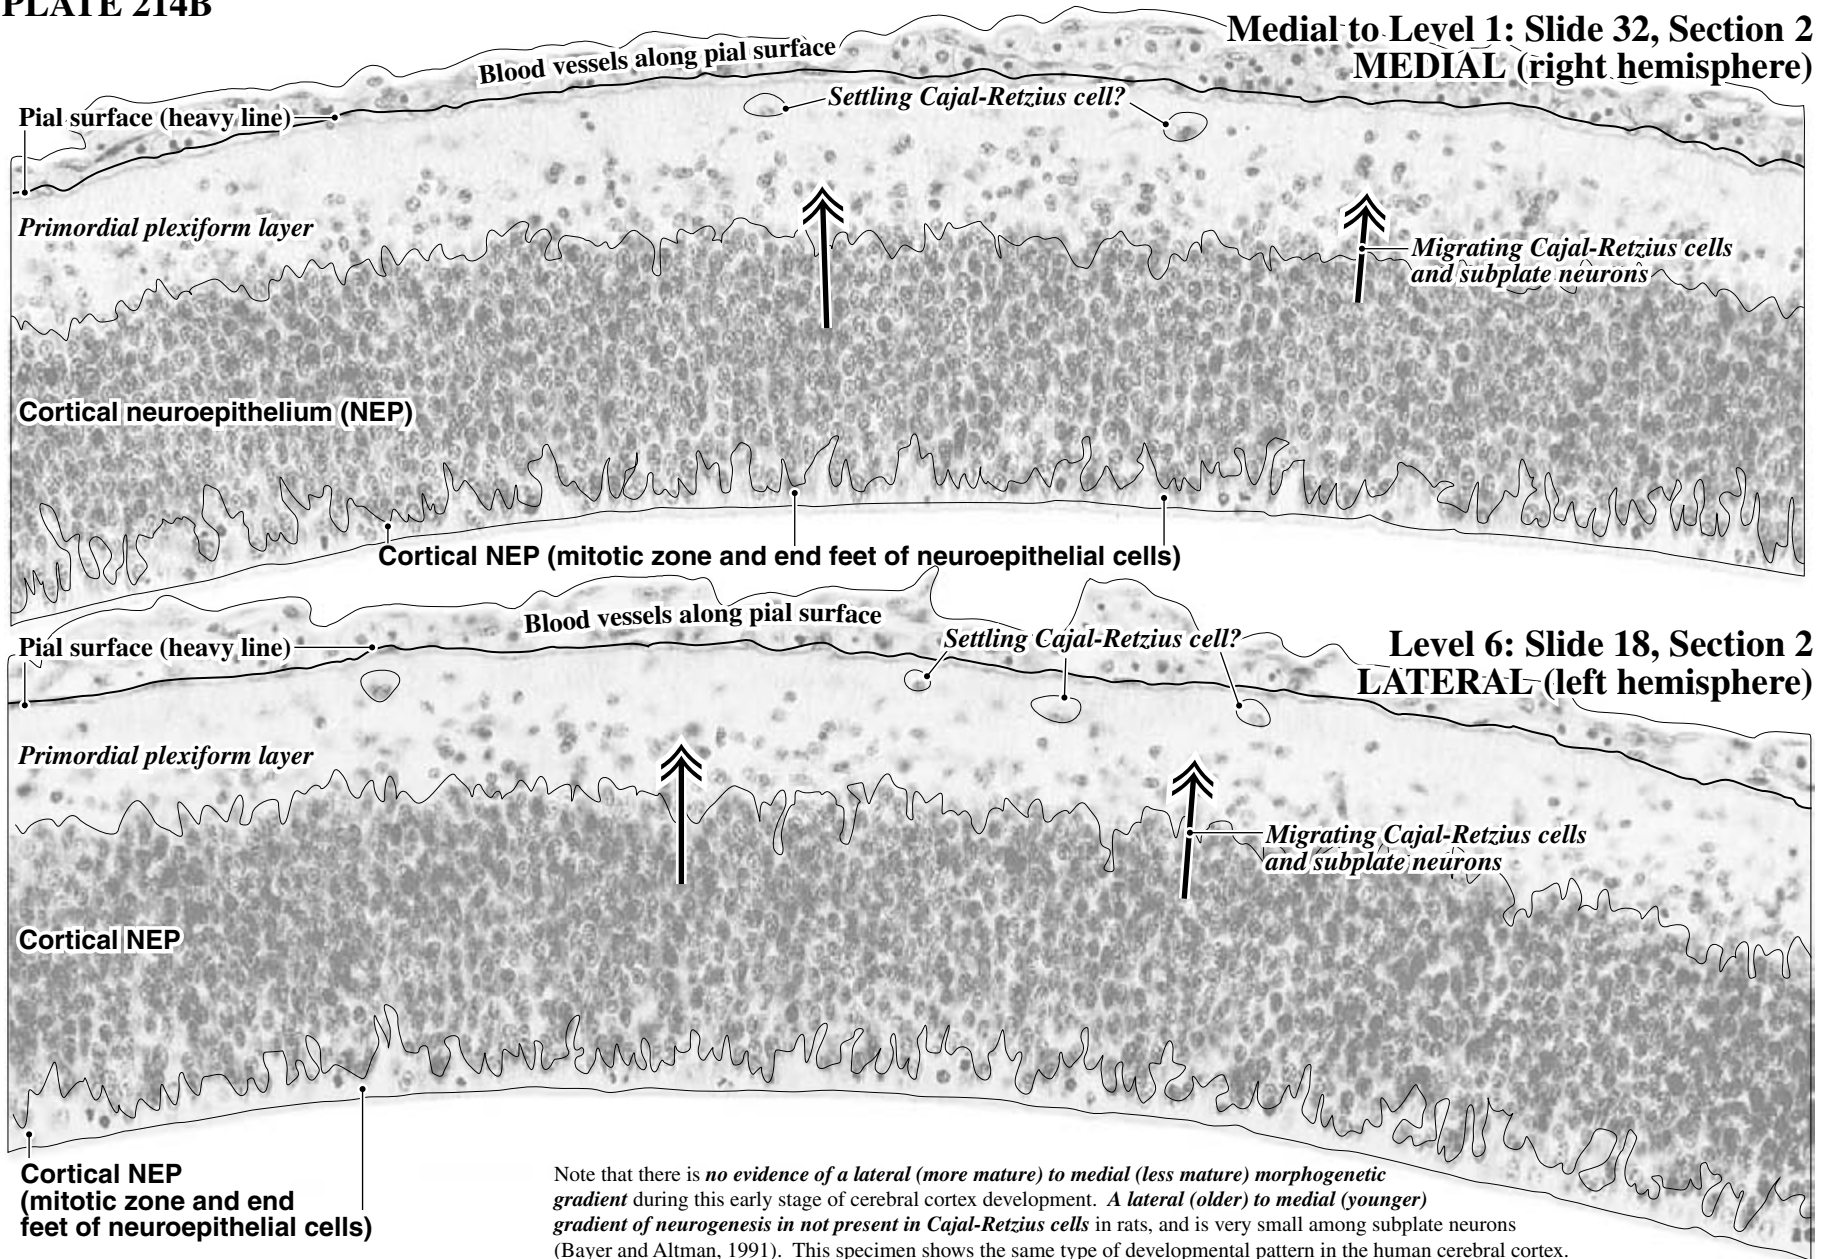 PLATE 214B
Medial to Level 1: Slide 32, Section 2
MEDIAL (right hemisphere)
Blood vessels along pial surface
Settling Cajal-Retzius cell?
Pial surface (heavy line)
Primordial plexiform layer
Migrating Cajal-Retzius cells
and subplate neurons
Cortical neuroepithelium (NEP)
Cortical NEP (mitotic zone and end feet of neuroepithelial cells)
Blood vessels along pial surface
Settling Cajal-Retzius cell?
Pial surface (heavy line)
Level 6: Slide 18, Section 2
LATERAL (left hemisphere)
Primordial plexiform layer
Migrating Cajal-Retzius cells
and subplate neurons
Cortical NEP
Cortical NEP
(mitotic zone and end
feet of neuroepithelial cells)
Note that there is no evidence of a lateral (more mature) to medial (less mature) morphogenetic
gradient during this early stage of cerebral cortex development. A lateral (older) to medial (younger)
gradient of neurogenesis in not present in Cajal-Retzius cells in rats, and is very small among subplate neurons
(Bayer and Altman, 1991). This specimen shows the same type of developmental pattern in the human cerebral cortex.